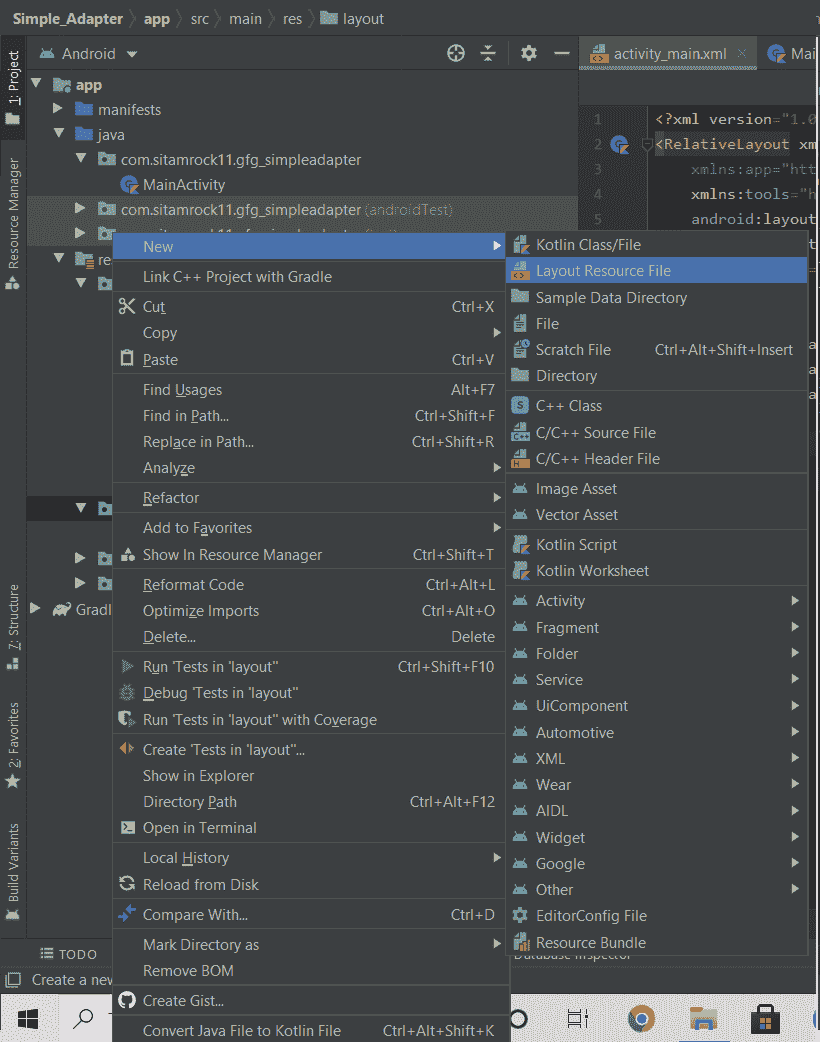 Simple_Adapter app src main res layout
Android
activity_main.xml
1: Project
Resource Manager
7: Structure
2: Favorites
Build Variants
app
manifests
java
com.sitamrock11.gfg_simpleadapter
MainActivity
com.sitamrock11.gfg_simpleadapter (androidTest)
1 <?xml version="1.0
2 <RelativeLayout xm
3 xmlns:app="htt
4 xmlns:tools="h
5 android:layout
New
Link C++ Project with Gradle
Cut Ctrl+X
Copy
Paste Ctrl+V
Find Usages Alt+F7
Find in Path... Ctrl+Shift+F
Replace in Path... Ctrl+Shift+R
Analyze
Refactor
Add to Favorites
Show In Resource Manager Ctrl+Shift+T
Reformat Code Ctrl+Alt+L
Optimize Imports Ctrl+Alt+O
Delete... Delete
Run 'Tests in 'layout'' Ctrl+Shift+F10
Debug 'Tests in 'layout''
Run 'Tests in 'layout'' with Coverage
Create 'Tests in 'layout''...
Show in Explorer
Directory Path Ctrl+Alt+F12
Open in Terminal
Local History
Reload from Disk
Compare With... Ctrl+D
Mark Directory as
Remove BOM
Create Gist...
Convert Java File to Kotlin File Ctrl+Alt+Shift+K
Kotlin Class/File
Layout Resource File
Sample Data Directory
File
Scratch File Ctrl+Alt+Shift+Insert
Directory
C++ Class
C/C++ Source File
C/C++ Header File
Image Asset
Vector Asset
Kotlin Script
Kotlin Worksheet
Activity
Fragment
Folder
Service
UiComponent
Automotive
XML
Wear
AIDL
Widget
Google
Other
EditorConfig File
Resource Bundle
Database Inspector
TODO
Create a new